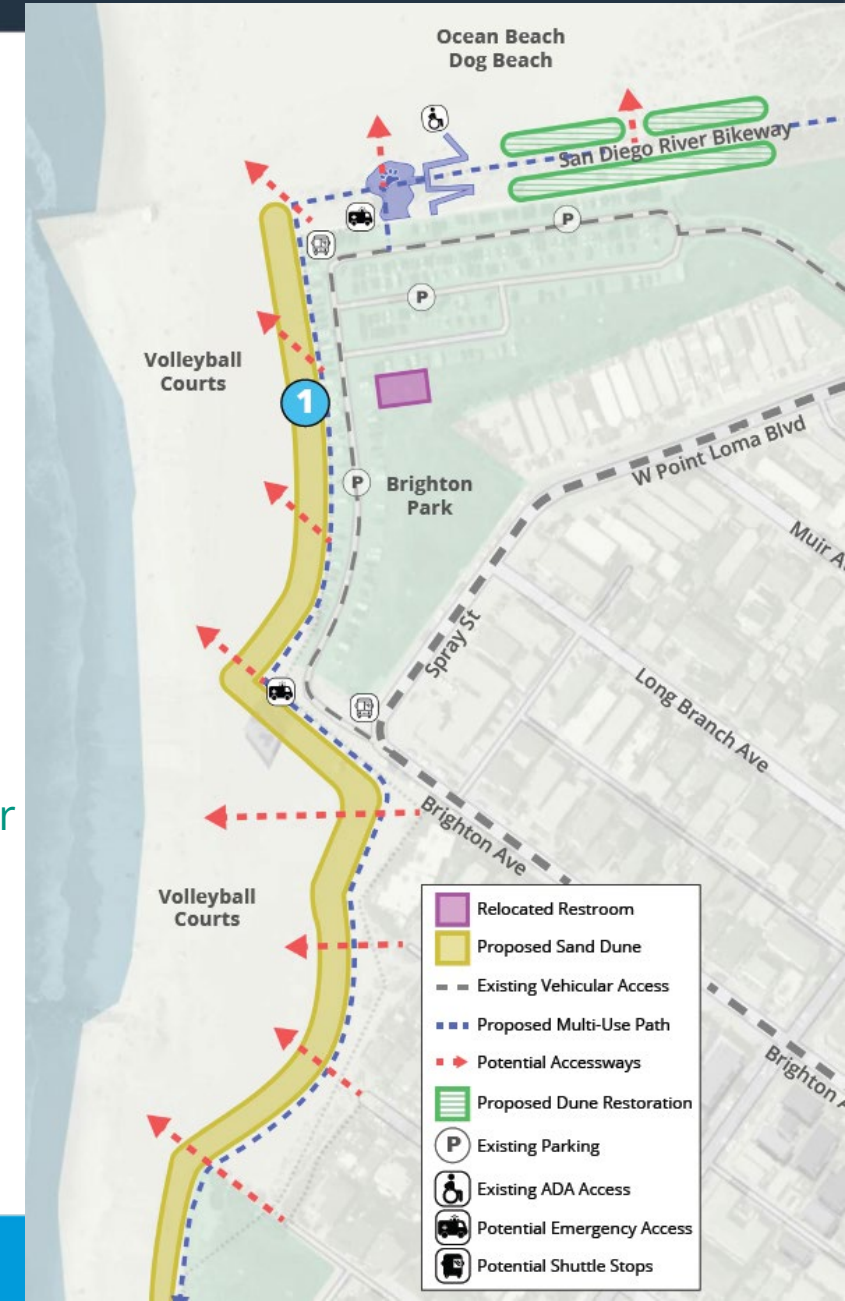 Ocean Beach
Dog Beach
San Diego River Bikeway
P
P
Volleyball
Courts
1
W Point Loma Blvd
P
Brighton
Park
Muir A
Spray St
Long Branch Ave
r
Brighton Ave
Volleyball
Courts
Relocated Restroom
Proposed Sand Dune
Existing Vehicular Access
Proposed Multi-Use Path
Potential Accessways
Brighton A
Proposed Dune Restoration
P Existing Parking
Existing ADA Access
Potential Emergency Access
Potential Shuttle Stops